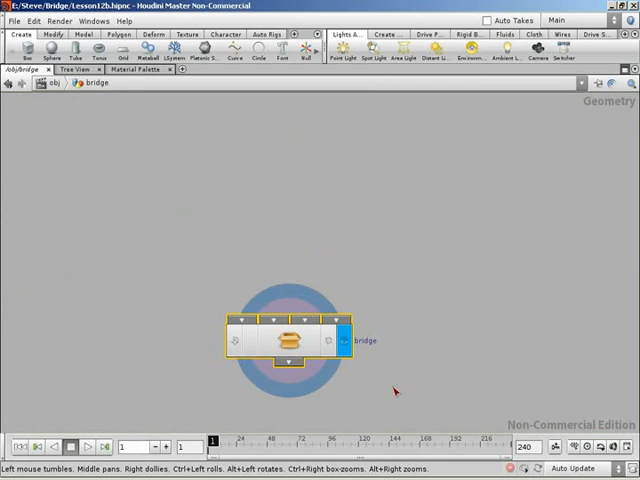 E:/Steve/Bridge/Lesson12b.hipnc - Houdini Master Non-Commercial
File Edit Render Windows Help Auto Takes Main
Create Modify Model Polygon Deform Texture Character Auto Rigs Lights A... Create ... Drive P... Rigid B... Fluids Cloth Wires Drive S...
Box Sphere Tube Torus Grid Metaball LSystem Platonic S... Curve Circle Font Null Point Light Spot Light Area Light Distant Li... Environm... Ambient L... Camera Switcher
/obj/bridge Tree View Material Palette
obj bridge
Geometry
bridge
Non-Commercial Edition
1 24 48 72 96 120 144 168 192 216
1 1 240
Left mouse tumbles. Middle pans. Right dollies. Ctrl+Left rolls. Alt+Left rotates. Ctrl+Right box-zooms. Alt+Right flies. Auto Update